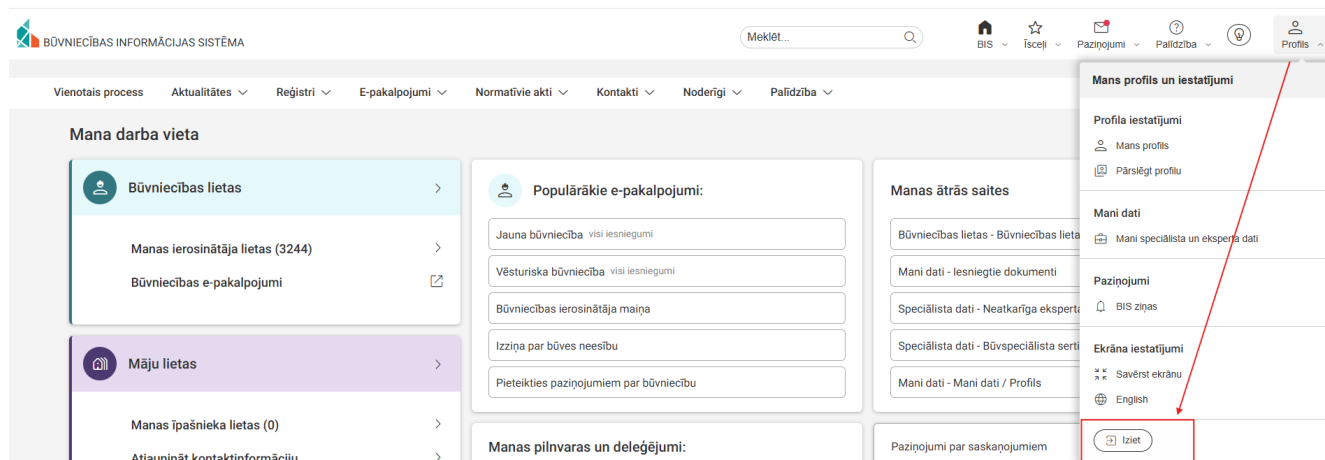 BŪVNIECĪBAS INFORMĀCIJAS SISTĒMA
Meklēt...
BIS
Īsceļi
Paziņojumi
Palīdzība
Profils
Vienotais process
Aktualitātes
Reģistri
E-pakalpojumi
Normatīvie akti
Kontakti
Noderīgi
Palīdzība
Mana darba vieta
Būvniecības lietas
Manas ierosinātāja lietas (3244)
Būvniecības e-pakalpojumi
Māju lietas
Manas īpašnieka lietas (0)
Atjaunināt kontaktinformāciju
Populārākie e-pakalpojumi:
Jauna būvniecība visi iesniegumi
Vēsturiska būvniecība visi iesniegumi
Būvniecības ierosinātāja maiņa
Izziņa par būves neesību
Pieteikties paziņojumiem par būvniecību
Manas pilnvaras un deleģējumi:
Manas ātrās saites
Būvniecības lietas - Būvniecības lieta
Mani dati - Iesniegtie dokumenti
Speciālista dati - Neatkarīga eksperta
Speciālista dati - Būvspeciālista serti
Mani dati - Mani dati / Profils
Paziņojumi par saskaņojumiem
Mans profils un iestatījumi
Profila iestatījumi
Mans profils
Pārslēgt profilu
Mani dati
Mani speciālista un eksperta dati
Paziņojumi
BIS ziņas
Ekrāna iestatījumi
Savērst ekrānu
English
Iziet